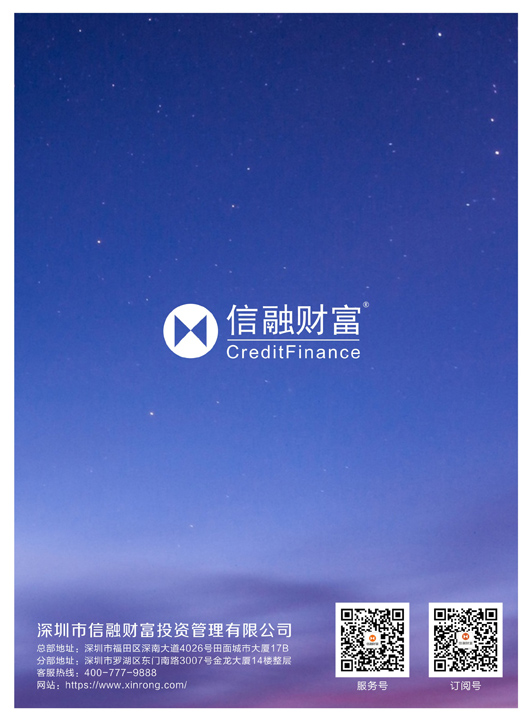 信融财富®
CreditFinance
深圳市信融财富投资管理有限公司
总部地址：深圳市福田区深南大道4026号田面城市大厦17B
分部地址：深圳市罗湖区东门南路3007号金龙大厦14楼整层
客服热线：400-777-9888
网站：https://www.xinrong.com/
服务号
订阅号